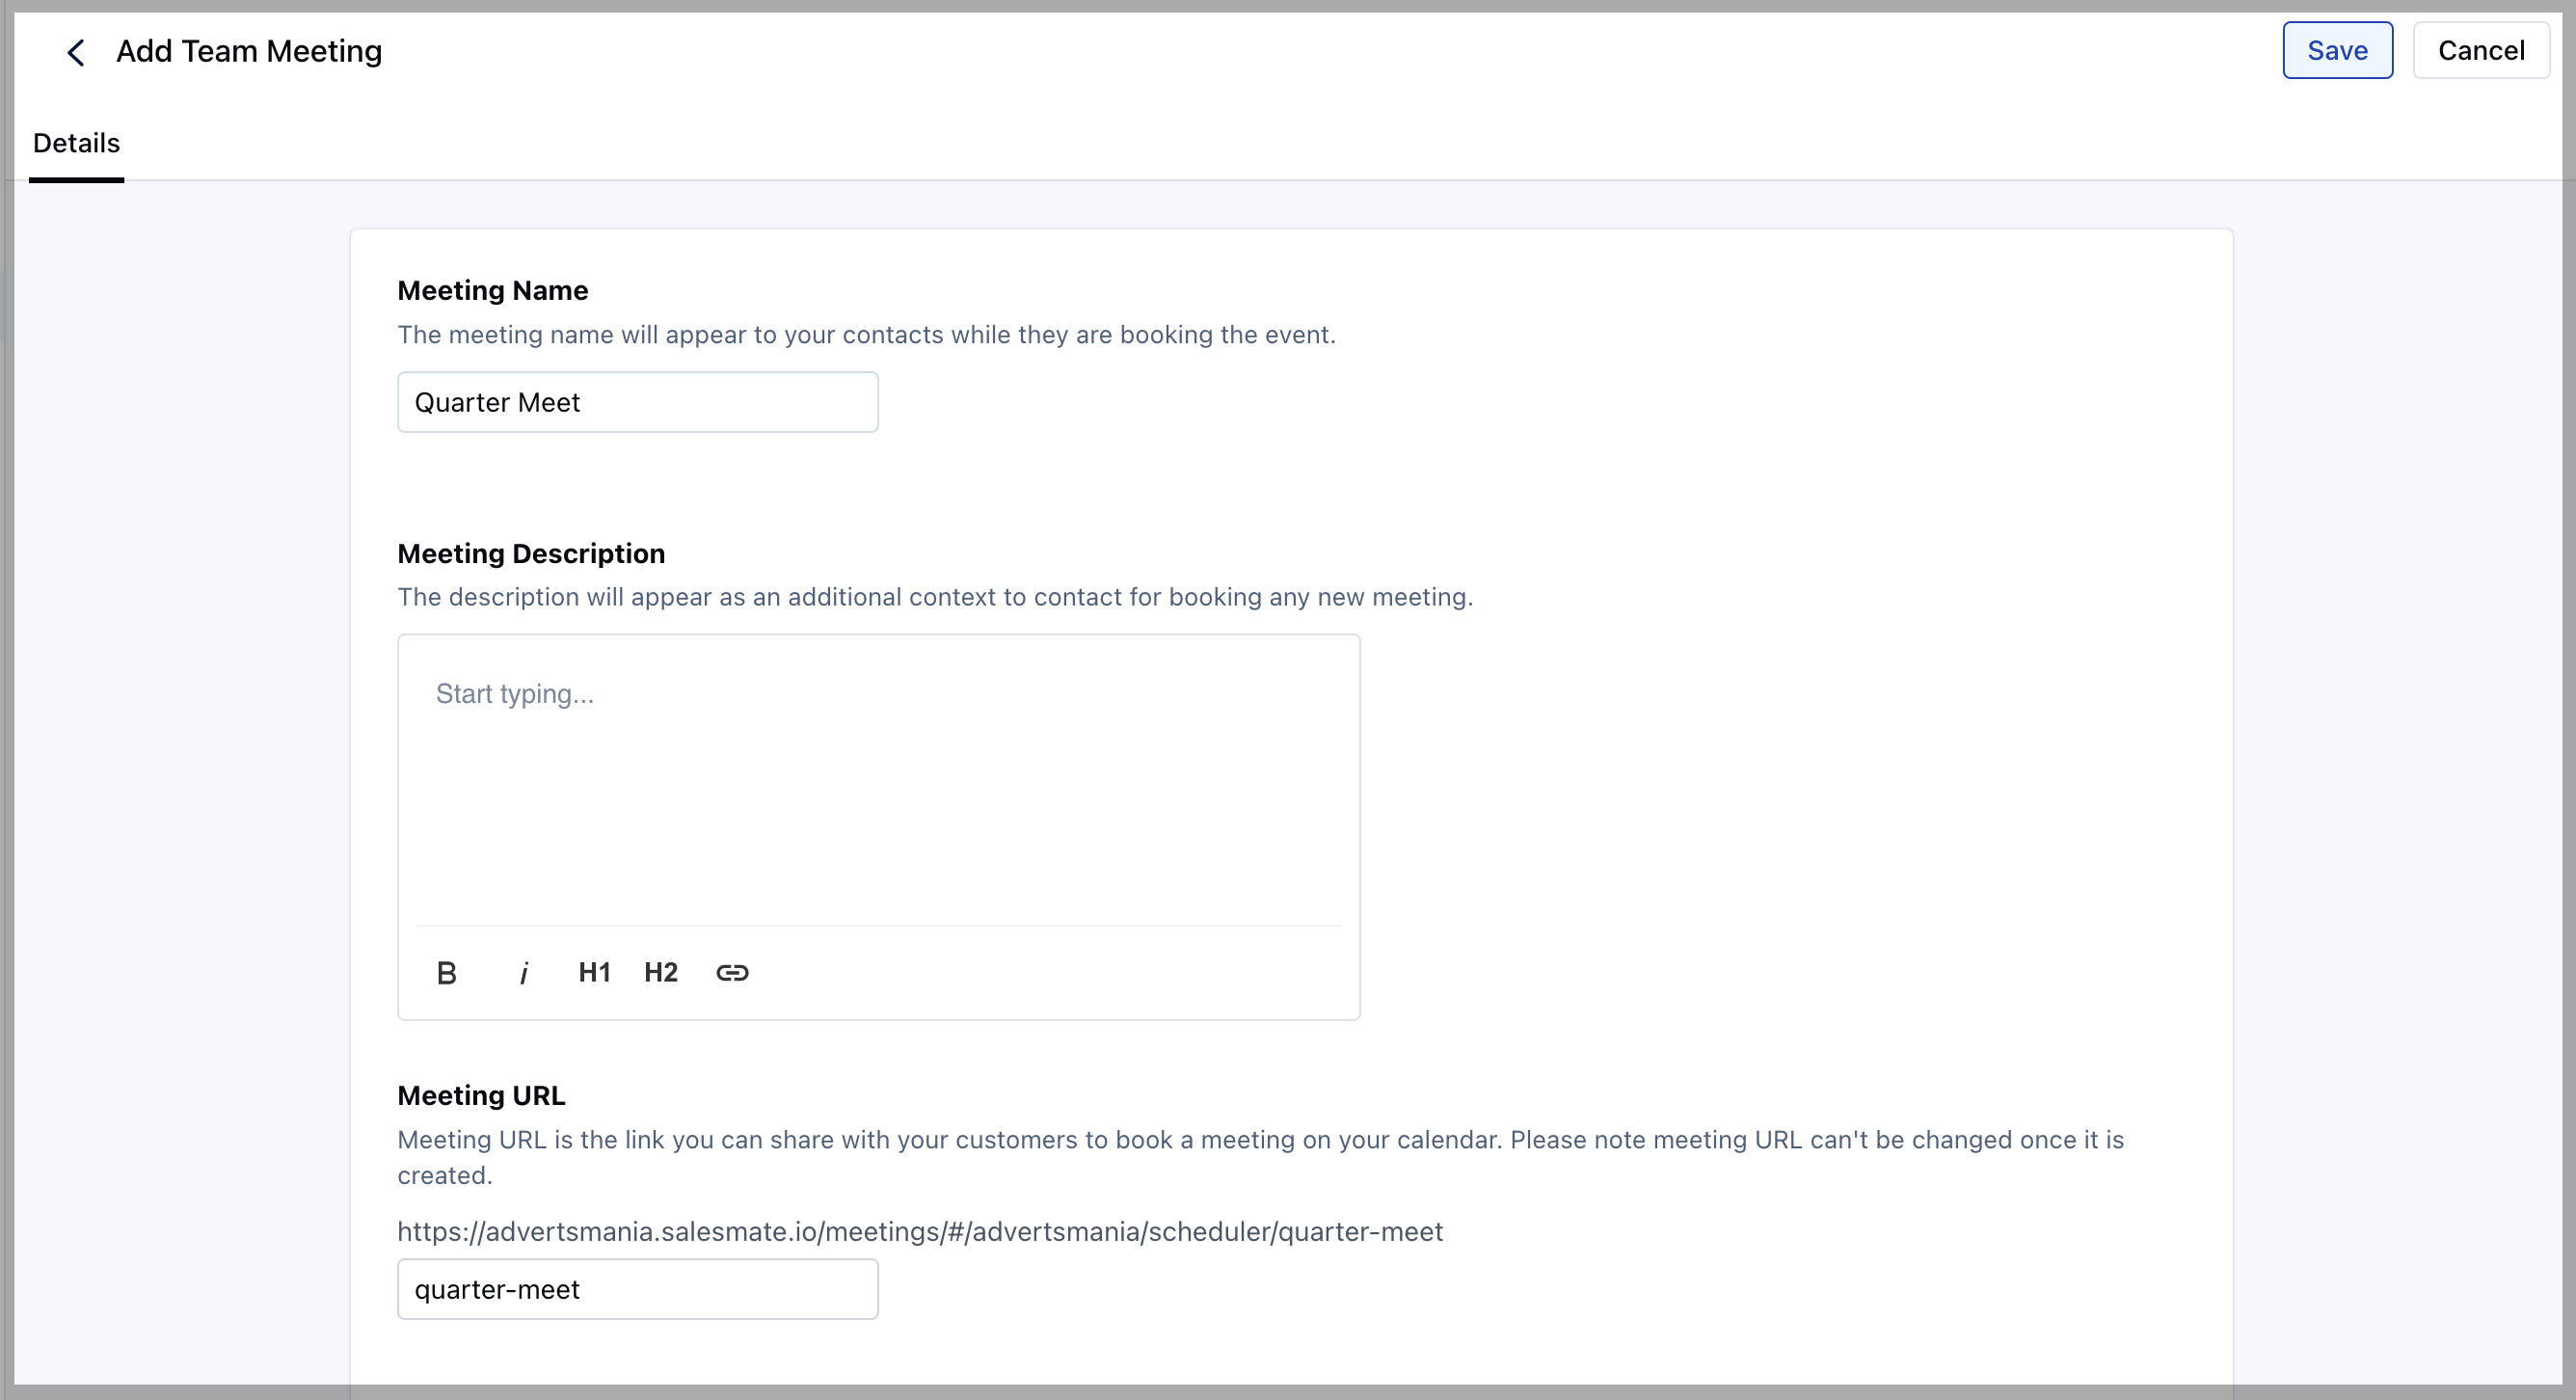 Add Team Meeting
Save
Cancel
Details
Meeting Name
The meeting name will appear to your contacts while they are booking the event.
Quarter Meet
Meeting Description
The description will appear as an additional context to contact for booking any new meeting.
Start typing...
B i H1 H2
Meeting URL
Meeting URL is the link you can share with your customers to book a meeting on your calendar. Please note meeting URL can't be changed once it is
created.
https://advertsmania.salesmate.io/meetings/#/advertsmania/scheduler/quarter-meet
quarter-meet